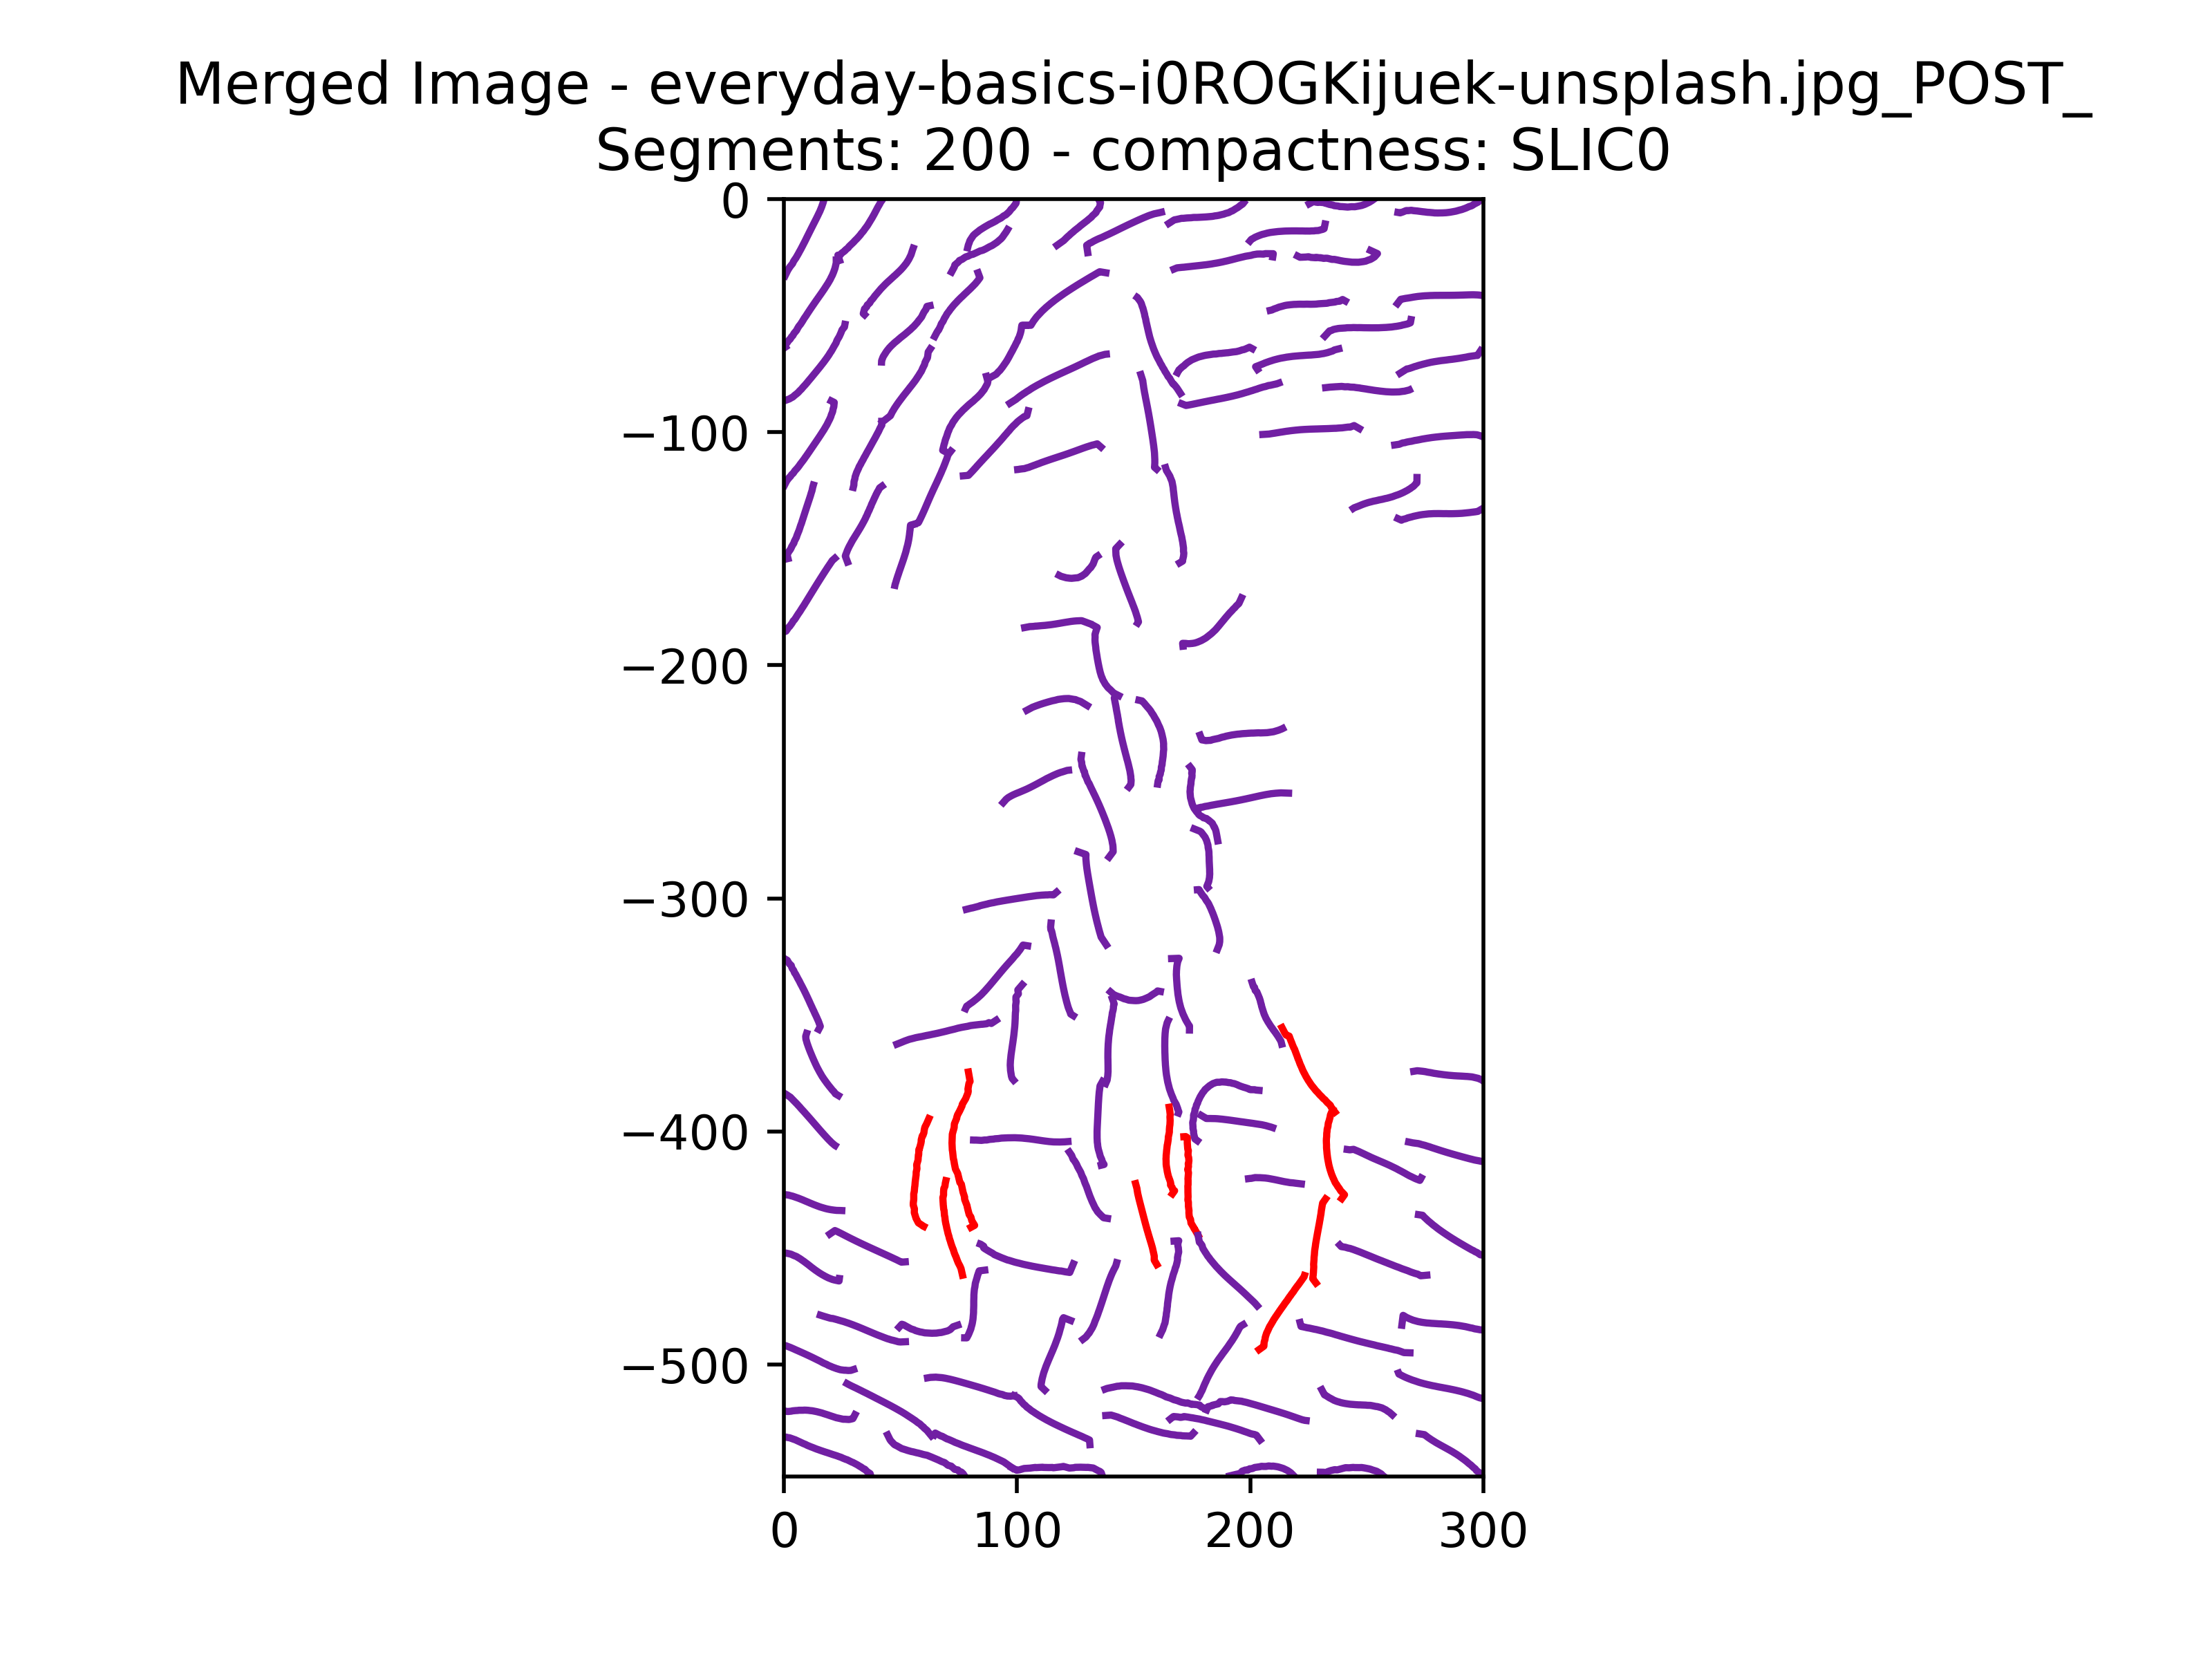 Merged Image - everyday-basics-i0ROGKijuek-unsplash.jpg_POST_
Segments: 200 - compactness: SLIC0
0
−100
−200
−300
−400
−500
0 100 200 300